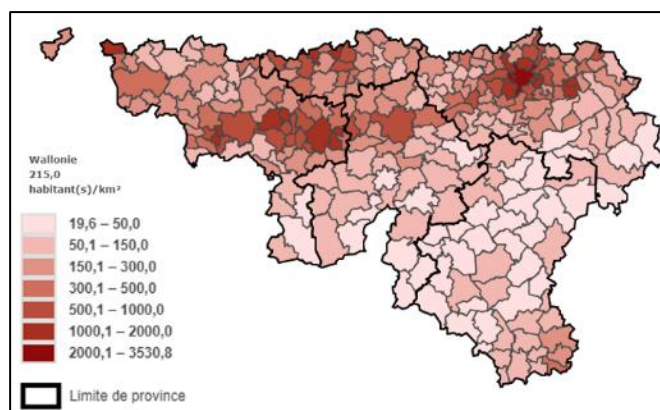 Wallonie
215,0
habitant(s)/km²
19,6 – 50,0
50,1 – 150,0
150,1 – 300,0
300,1 – 500,0
500,1 – 1000,0
1000,1 – 2000,0
2000,1 – 3530,8
Limite de province